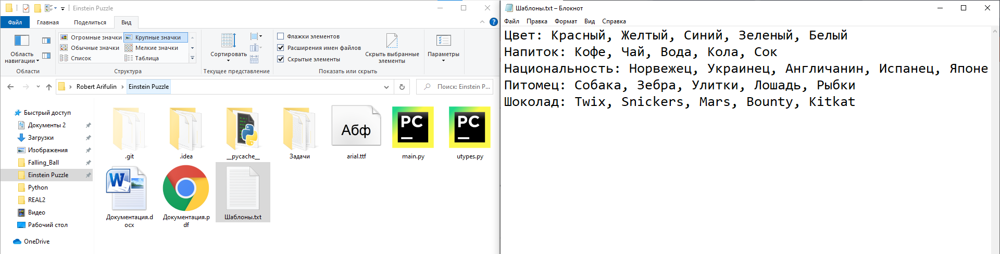 Einstein Puzzle
Файл Главная Поделиться Вид
Область навигации
Области
Огромные значки
Крупные значки
Обычные значки
Мелкие значки
Список
Таблица
Структура
Сортировать
Текущее представление
Флажки элементов
Расширения имен файлов
Скрытые элементы
Скрыть выбранные элементы
Показать или скрыть
Параметры
Robert Arifulin > Einstein Puzzle
Поиск: Einstein P...
Быстрый доступ
Документы 2
Загрузки
Изображения
Falling_Ball
Einstein Puzzle
Python
REAL2
Видео
Рабочий стол
OneDrive
.git
.idea
__pycache__
Задачи
Абф
arial.ttf
PC
main.py
PC
utypes.py
W
Документация.d
ocx
Документация.p
df
Шаблоны.txt
Шаблоны.txt – Блокнот
Файл Правка Формат Вид Справка
Цвет: Красный, Желтый, Синий, Зеленый, Белый
Напиток: Кофе, Чай, Вода, Кола, Сок
Национальность: Норвежец, Украинец, Англичанин, Испанец, Японе
Питомец: Собака, Зебра, Улитки, Лошадь, Рыбки
Шоколад: Twix, Snickers, Mars, Bounty, Kitkat